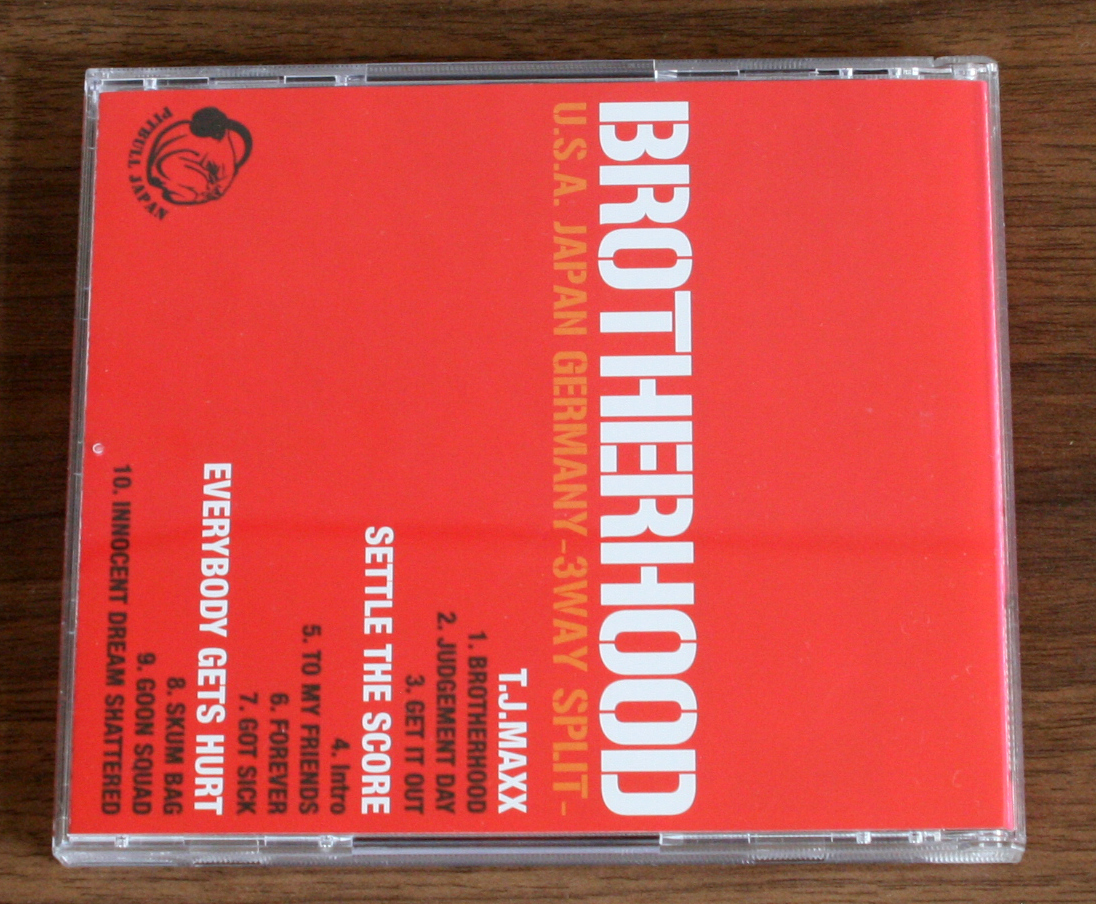 BROTHERHOOD
U.S.A. JAPAN GERMANY-3WAY SPLIT-
T.J.MAXX
1. BROTHERHOOD
2. JUDGEMENT DAY
3. GET IT OUT
SETTLE THE SCORE
4. Intro
5. TO MY FRIENDS
6. FOREVER
7. GOT SICK
EVERYBODY GETS HURT
8. SKUM BAG
9. GOON SQUAD
10. INNOCENT DREAM SHATTERED
PITBULL JAPAN